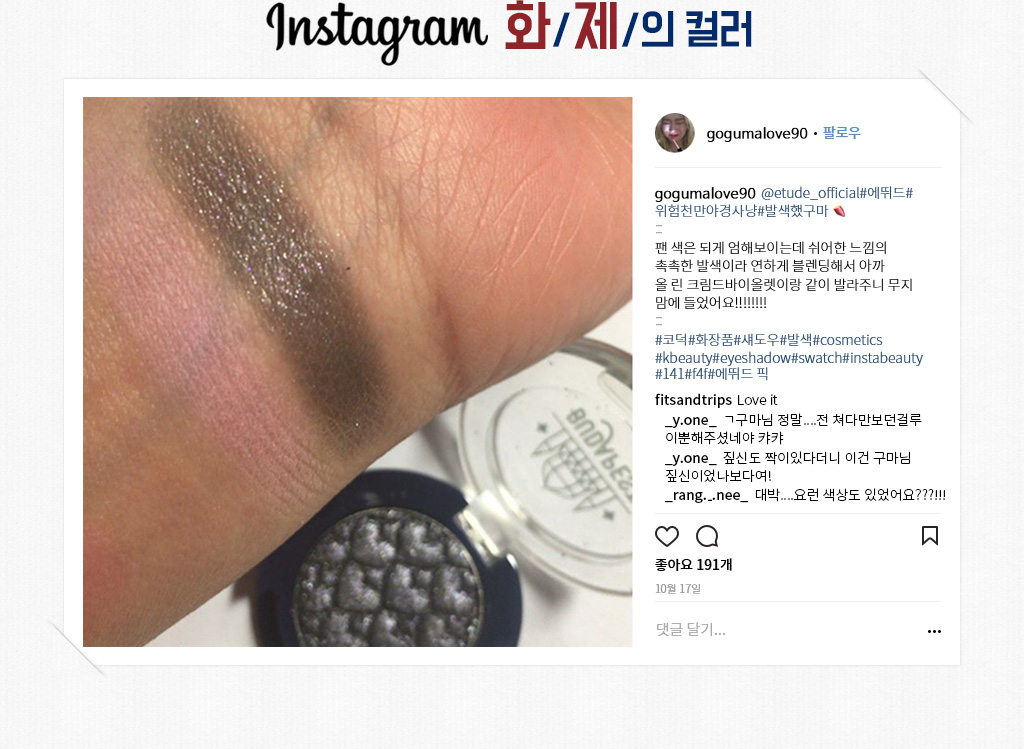 Instagram 화/제/의 컬러
gogumalove90 • 팔로우
gogumalove90 @etude_official#에뛰드#
위험천만야경사냥#발색했구마
팬 색은 되게 엄해보이는데 쉬어한 느낌의
촉촉한 발색이라 연하게 블렌딩해서 아까
올 린 크림드바이올렛이랑 같이 발라주니 무지
맘에 들었어요!!!!!!!!
#코덕#화장품#섀도우#발색#cosmetics
#kbeauty#eyeshadow#swatch#instabeauty
#141#f4f#에뛰드 픽
fitsandtrips Love it
_y.one_ ㄱ구마님 정말....전 쳐다만보던걸루
이뿐해주셨네야 캬캬
_y.one_ 짚신도 짝이있다더니 이건 구마님
짚신이었나보다여!
_rang._.nee_ 대박....요런 색상도 있었어요???!!!
좋아요 191개
10월 17일
댓글 달기...